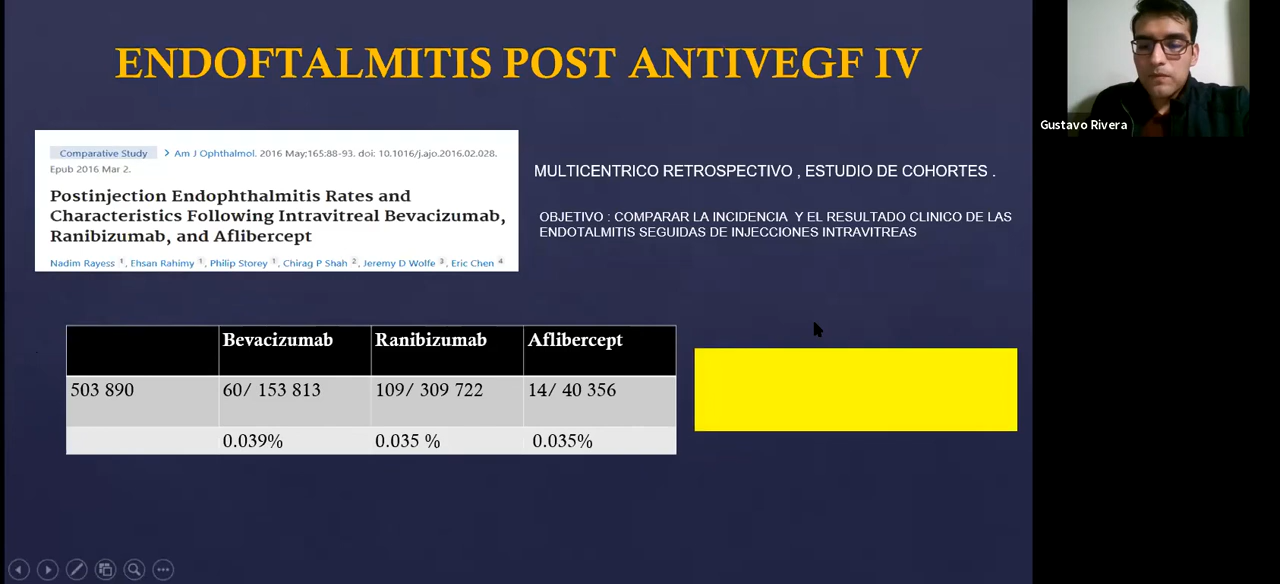 ENDOFTALMITIS POST ANTIVEGF IV
Comparative Study > Am J Ophthalmol. 2016 May;165:88-93. doi: 10.1016/j.ajo.2016.02.028.
Epub 2016 Mar 2.
Postinjection Endophthalmitis Rates and
Characteristics Following Intravitreal Bevacizumab,
Ranibizumab, and Aflibercept
Nadim Rayess 1, Ehsan Rahimy 1, Philip Storey 1, Chirag P Shah 2, Jeremy D Wolfe 3, Eric Chen 4
MULTICENTRICO RETROSPECTIVO , ESTUDIO DE COHORTES .
OBJETIVO : COMPARAR LA INCIDENCIA Y EL RESULTADO CLINICO DE LAS
ENDOTALMITIS SEGUIDAS DE INJECCIONES INTRAVITREAS
Bevacizumab Ranibizumab Aflibercept
503 890 60/ 153 813 109/ 309 722 14/ 40 356
0.039% 0.035 % 0.035%
Gustavo Rivera